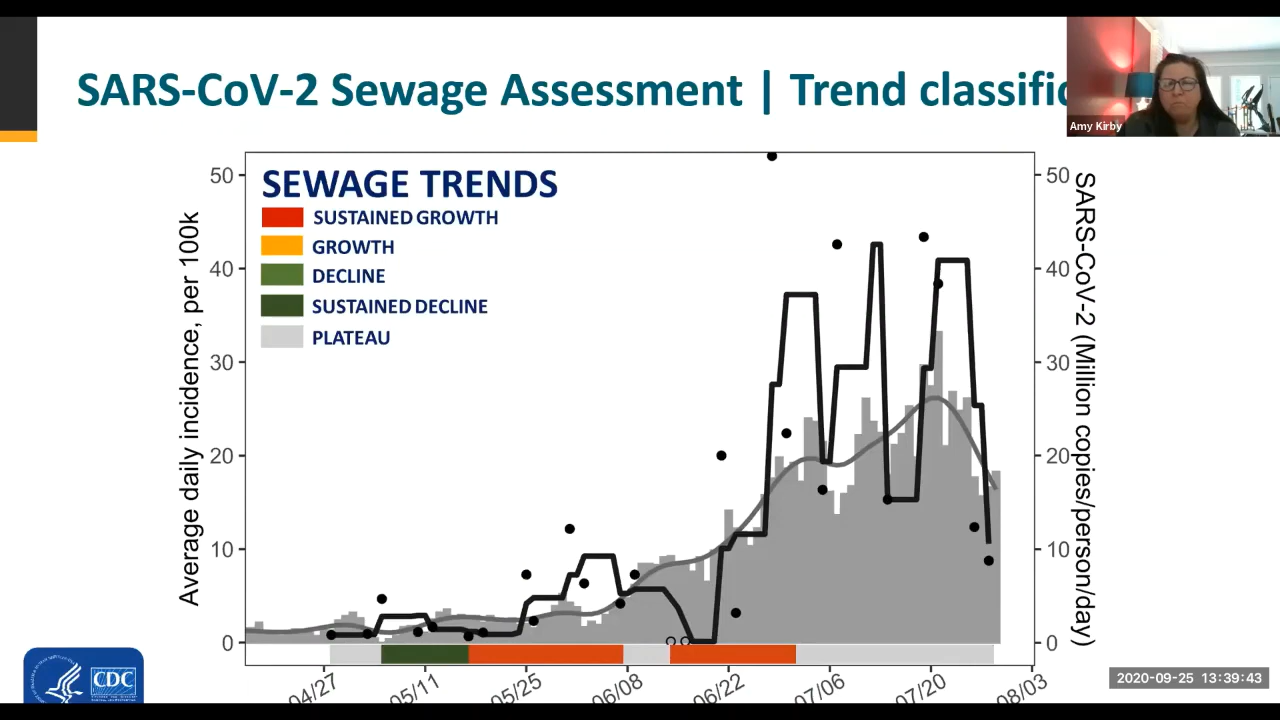 SARS-CoV-2 Sewage Assessment | Trend classific
Amy Kirby
SEWAGE TRENDS
SUSTAINED GROWTH
GROWTH
DECLINE
SUSTAINED DECLINE
PLATEAU
Average daily incidence, per 100k
50
40
30
20
10
0
50
40
30
20
10
0
SARS-CoV-2 (Million copies/person/day)
04/27
05/11
05/25
06/08
06/22
07/06
07/20
08/03
CDC
2020-09-25 13:39:43